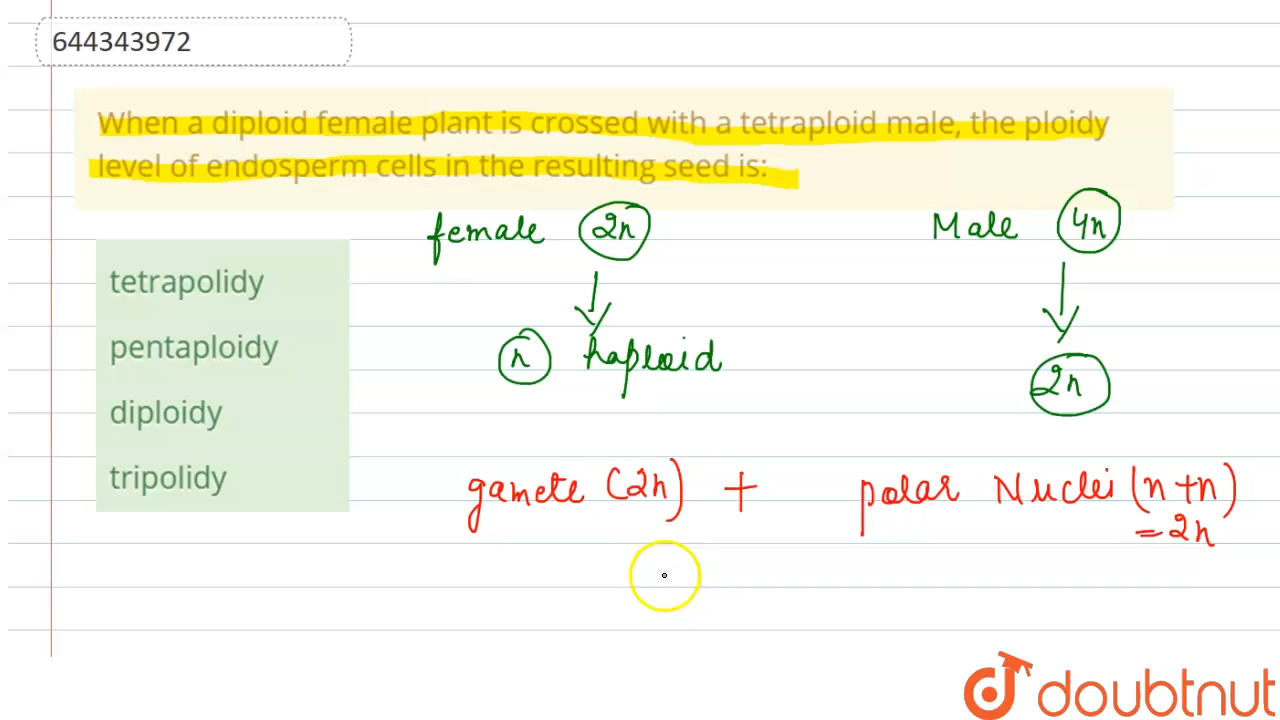 644343972
When a diploid female plant is crossed with a tetraploid male, the ploidy
level of endosperm cells in the resulting seed is:
female 2n Male 4n
tetrapolidy
pentaploidy
diploidy
tripolidy
n haploid 2n
gamete (2n) + polar Nuclei (n+n)
=2n
doubtnut